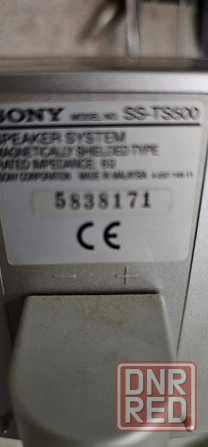 SONY MODEL NO. SS-TS500
SPEAKER SYSTEM
MAGNETICALLY SHIELDED TYPE
RATED IMPEDANCE
SONY CORPORATION MADE IN MALAYSIA
5838171
CE
− +
DNR
RED